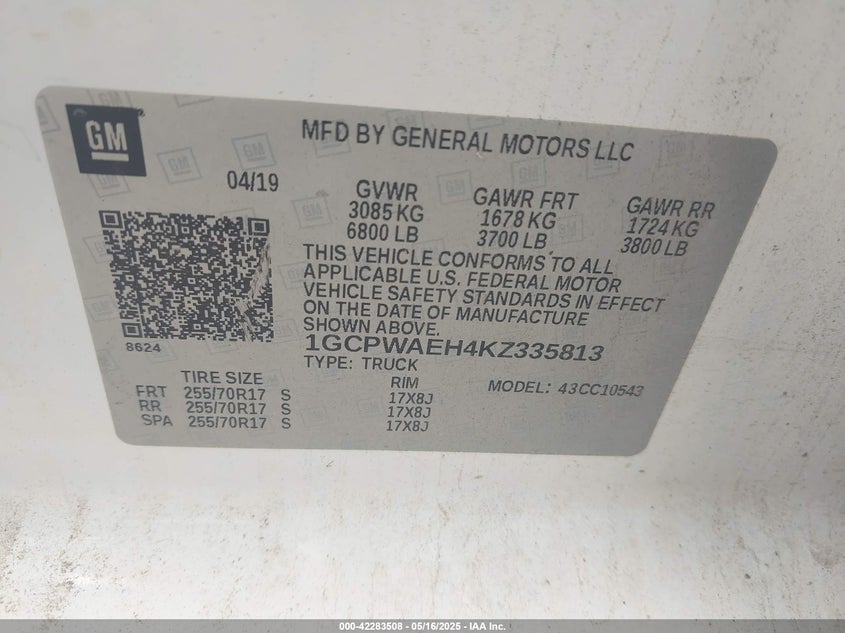 GM
MFD BY GENERAL MOTORS LLC
04/19
GVWR
3085 KG
6800 LB
GAWR FRT
1678 KG
3700 LB
GAWR RR
1724 KG
3800 LB
THIS VEHICLE CONFORMS TO ALL
APPLICABLE U.S. FEDERAL MOTOR
VEHICLE SAFETY STANDARDS IN EFFECT
ON THE DATE OF MANUFACTURE
SHOWN ABOVE.
8624
1GCPWAEH4KZ335813
TYPE: TRUCK
MODEL: 43CC10543
TIRE SIZE
RIM
FRT 255/70R17 S 17X8J
RR 255/70R17 S 17X8J
SPA 255/70R17 S 17X8J
000-42283508 - 05/16/2025 - IAA Inc.